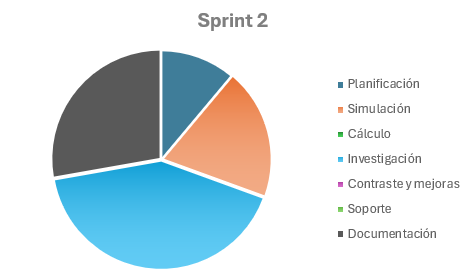 Sprint 2
Planificación
Simulación
Cálculo
Investigación
Contraste y mejoras
Soporte
Documentación